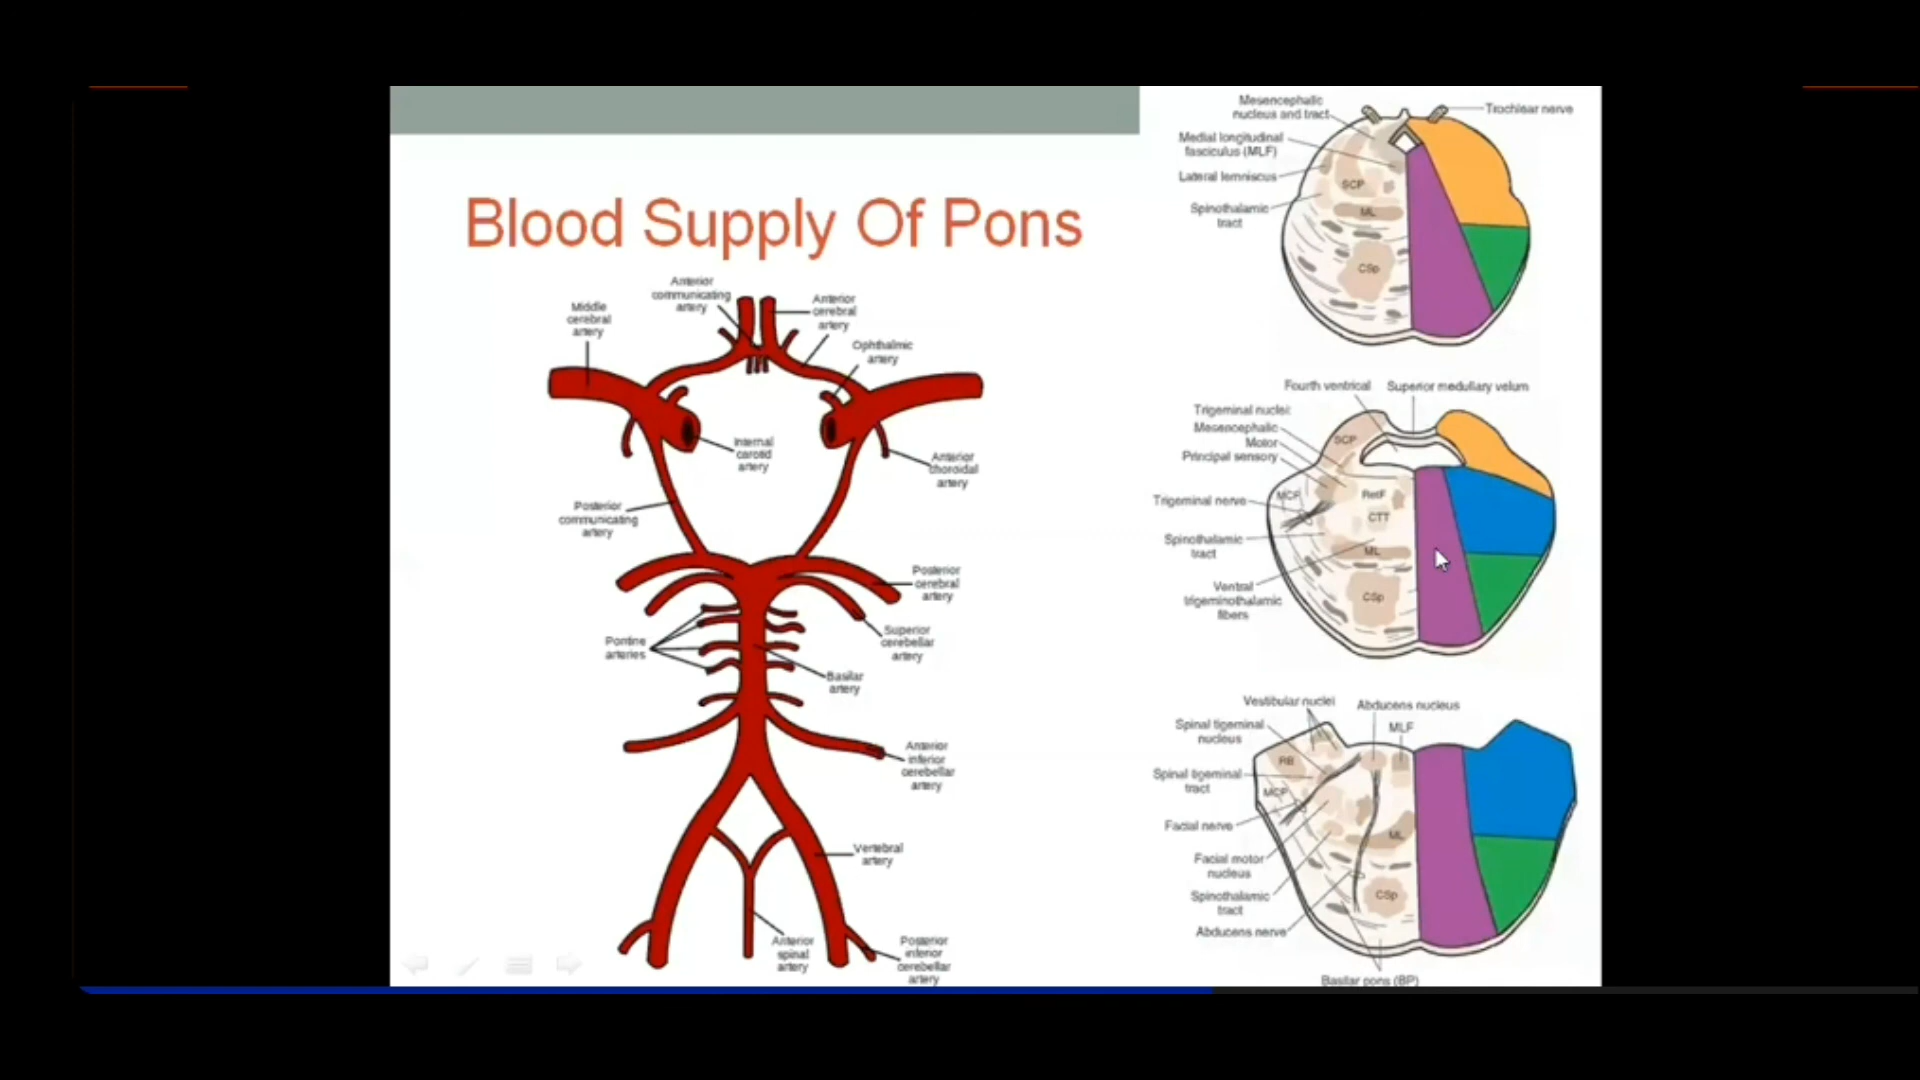 Blood Supply Of Pons
Anterior
communicating
artery
Middle
cerebral
artery
Anterior
cerebral
artery
Ophthalmic
artery
Internal
carotid
artery
Anterior
choroidal
artery
Posterior
communicating
artery
Posterior
cerebral
artery
Superior
cerebellar
artery
Pontine
arteries
Basilar
artery
Anterior
inferior
cerebellar
artery
Vertebral
artery
Anterior
spinal
artery
Posterior
inferior
cerebellar
artery
Mesencephalic
nucleus and tract
Trochlear nerve
Medial longitudinal
fasciculus (MLF)
Lateral lemniscus
SCP
Spinothalamic
tract
ML
CSp
Fourth ventrical
Superior medullary velum
Trigeminal nuclei:
Mesencephalic
Motor
Principal sensory
SCP
MCP
RetF
Trigeminal nerve
CTT
Spinothalamic
tract
ML
Ventral
trigeminothalamic
fibers
CSp
Vestibular nuclei
Abducens nucleus
Spinal tigeminal
nucleus
MLF
RB
Spinal tigeminal
tract
MCP
Facial nerve
ML
Facial motor
nucleus
Spinothalamic
tract
CSp
Abducens nerve
Basilar pons (BP)